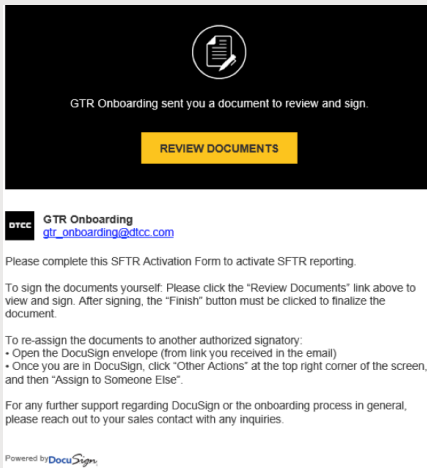 GTR Onboarding sent you a document to review and sign.
REVIEW DOCUMENTS
DTCC
GTR Onboarding
gtr_onboarding@dtcc.com
Please complete this SFTR Activation Form to activate SFTR reporting.
To sign the documents yourself: Please click the “Review Documents” link above to
view and sign. After signing, the “Finish” button must be clicked to finalize the
document.
To re-assign the documents to another authorized signatory:
• Open the DocuSign envelope (from link you received in the email)
• Once you are in DocuSign, click “Other Actions” at the top right corner of the screen,
and then “Assign to Someone Else”.
For any further support regarding DocuSign or the onboarding process in general,
please reach out to your sales contact with any inquiries.
Powered by DocuSign